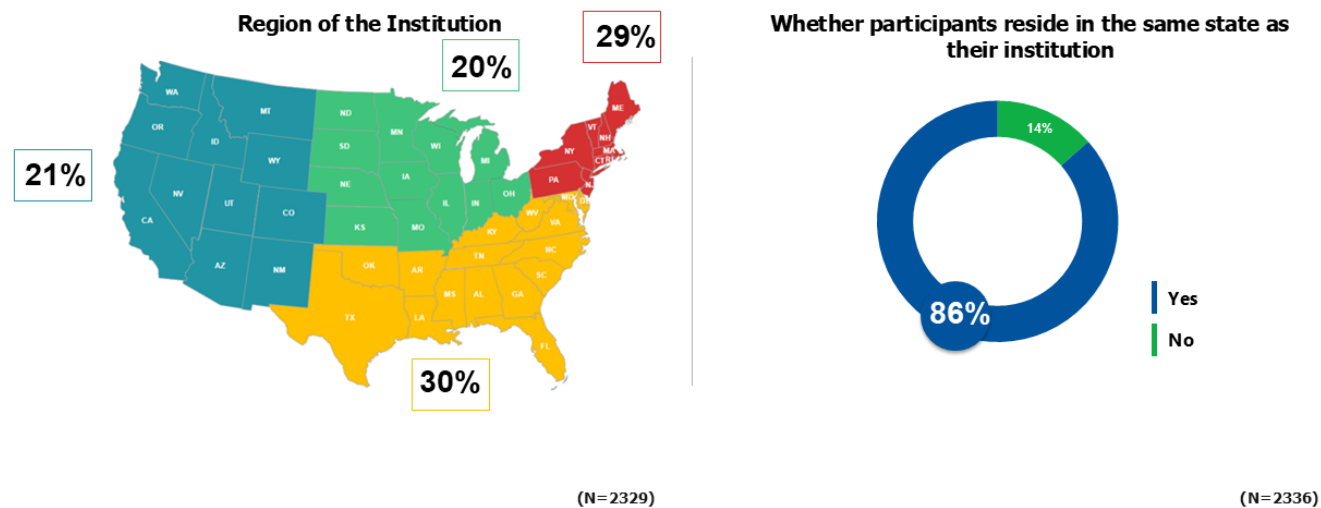 Region of the Institution
29%
20%
21%
30%
WA
OR
ID
MT
WY
NV
UT
CO
CA
AZ
NM
ND
SD
NE
KS
MN
IA
MO
WI
IL
MI
IN
OH
ME
VT
NH
NY
MA
CT
RI
PA
NJ
MD
DE
WV
VA
KY
NC
TN
SC
OK
AR
MS
AL
GA
TX
LA
FL
(N=2329)
Whether participants reside in the same state as
their institution
14%
86%
Yes
No
(N=2336)